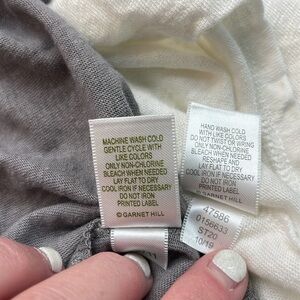 MACHINE WASH COLD
GENTLE CYCLE WITH
LIKE COLORS
ONLY NON-CHLORINE
BLEACH WHEN NEEDED
LAY FLAT TO DRY
COOL IRON IF NECESSARY
DO NOT IRON
PRINTED LABEL
© GARNET HILL
HAND WASH COLD
WITH LIKE COLORS
DO NOT TWIST OR WRING
ONLY NON-CHLORINE
BLEACH WHEN NEEDED
RESHAPE AND
LAY FLAT TO DRY
COOL IRON IF NECESSARY
DO NOT IRON
PRINTED LABEL
© GARNET HILL
47586
0156633
ST20
10/19